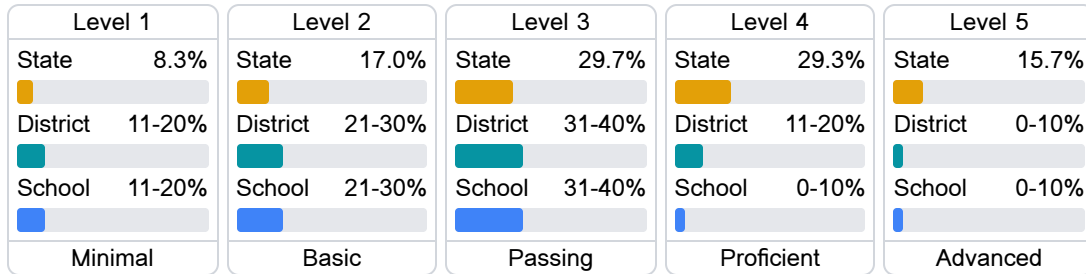 Level 1
State 8.3%
District 11-20%
School 11-20%
Minimal
Level 2
State 17.0%
District 21-30%
School 21-30%
Basic
Level 3
State 29.7%
District 31-40%
School 31-40%
Passing
Level 4
State 29.3%
District 11-20%
School 0-10%
Proficient
Level 5
State 15.7%
District 0-10%
School 0-10%
Advanced